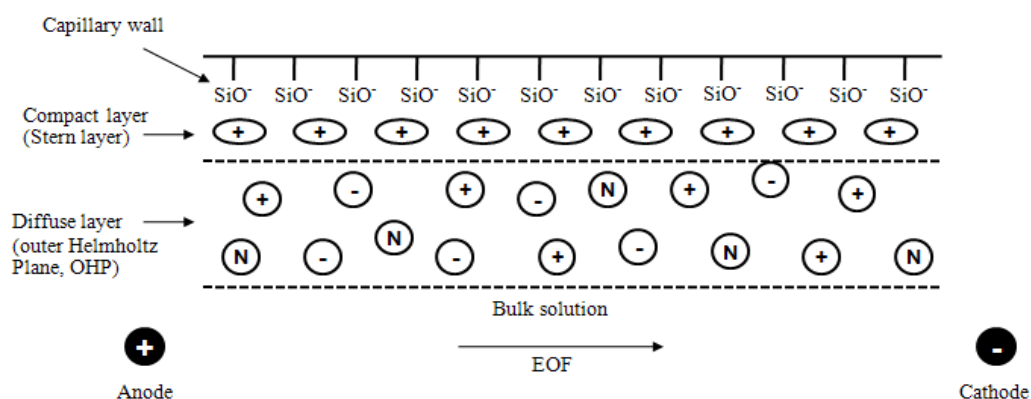 Capillary wall
SiO⁻ SiO⁻ SiO⁻ SiO⁻ SiO⁻ SiO⁻ SiO⁻ SiO⁻ SiO⁻ SiO⁻ SiO⁻ SiO⁻
Compact layer
(Stern layer)
+ + + + + + + + +
+ - + - N + - +
Diffuse layer
(outer Helmholtz
Plane, OHP)
N - N - + - N + N
Bulk solution
+
EOF
-
Anode
Cathode